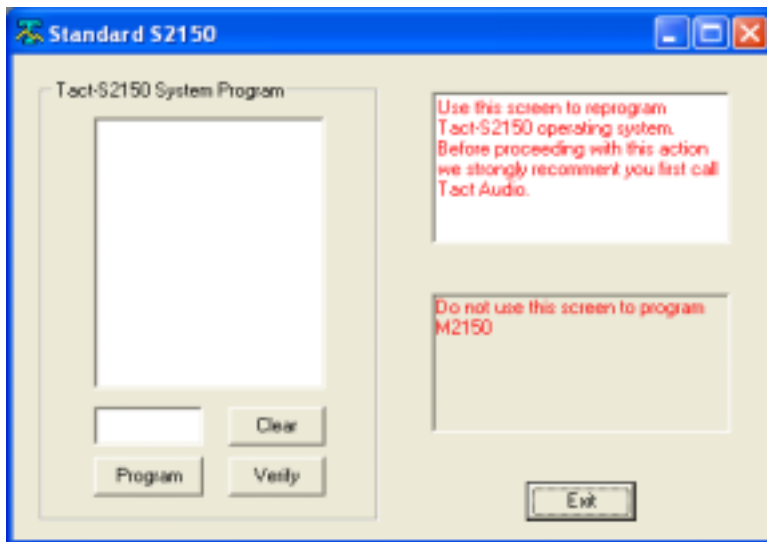 Standard S2150
Tact-S2150 System Program
Use this screen to reprogram
Tact-S2150 operating system.
Before proceeding with this action
we strongly recomment you first call
Tact Audio.
Do not use this screen to program
M2150
Clear
Program
Verify
Exit